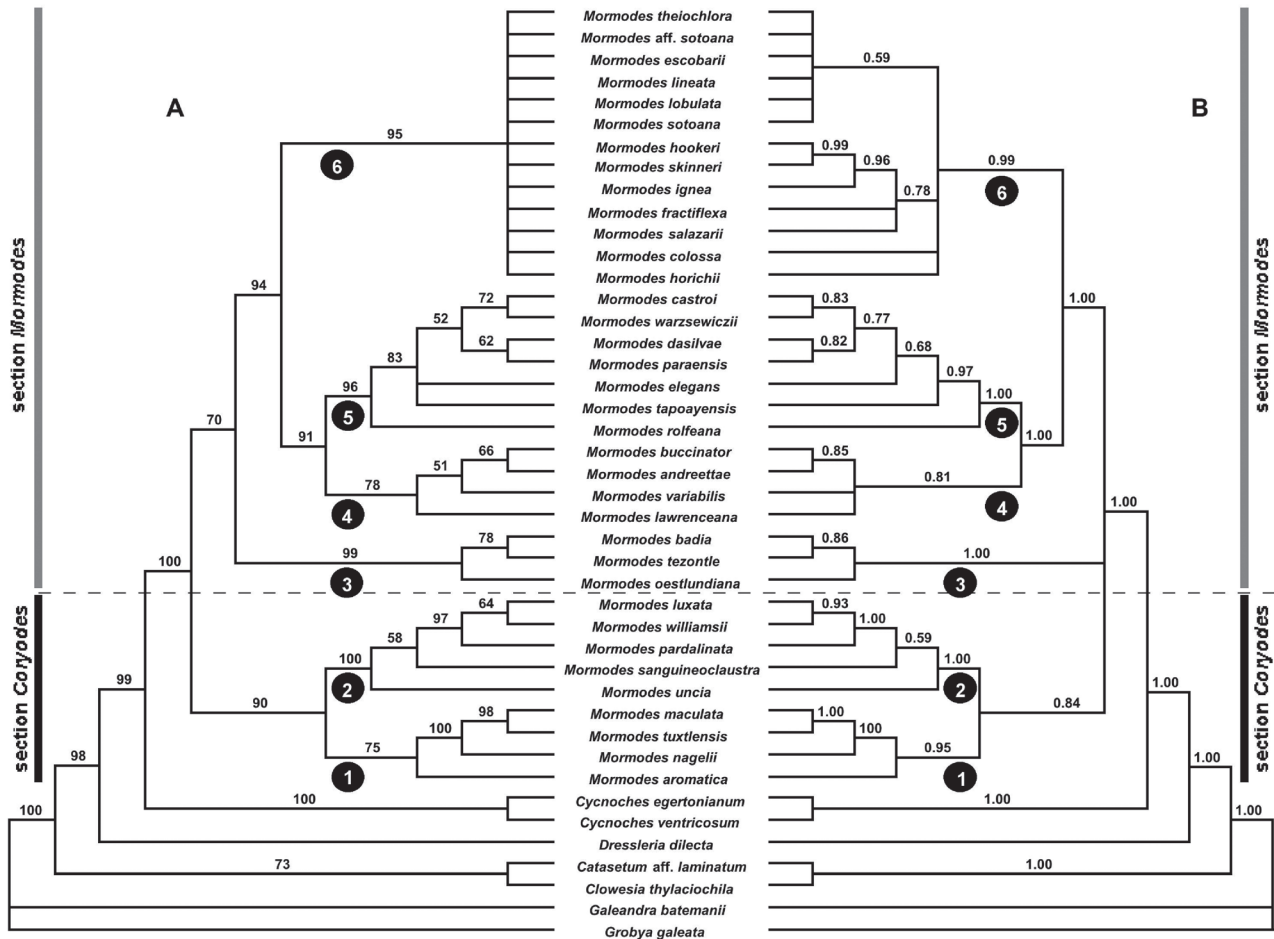 A
B
section Mormodes
section Coryodes
section Mormodes
section Coryodes
Mormodes theiochlora
Mormodes aff. sotoana
Mormodes escobarii
Mormodes lineata
Mormodes lobulata
Mormodes sotoana
Mormodes hookeri
Mormodes skinneri
Mormodes ignea
Mormodes fractiflexa
Mormodes salazarii
Mormodes colossa
Mormodes horichii
Mormodes castroi
Mormodes warzsewiczii
Mormodes dasilvae
Mormodes paraensis
Mormodes elegans
Mormodes tapoayensis
Mormodes rolfeana
Mormodes buccinator
Mormodes andreettae
Mormodes variabilis
Mormodes lawrenceana
Mormodes badia
Mormodes tezontle
Mormodes oestlundiana
Mormodes luxata
Mormodes williamsii
Mormodes pardalinata
Mormodes sanguineoclaustra
Mormodes uncia
Mormodes maculata
Mormodes tuxtlensis
Mormodes nagelii
Mormodes aromatica
Cycnoches egertonianum
Cycnoches ventricosum
Dressleria dilecta
Catasetum aff. laminatum
Clowesia thylaciochila
Galeandra batemanii
Grobya galeata
95
6
94
72
52
62
83
96
5
70
91
66
51
78
4
78
99
3
100
64
97
58
100
2
99
90
98
100
75
1
98
100
100
73
0.59
0.99
0.99
0.96
6
0.78
0.83
1.00
0.77
0.82
0.68
0.97
1.00
5
1.00
0.85
0.81
4
1.00
0.86
1.00
3
0.93
1.00
0.59
1.00
2
1.00
0.84
1.00
100
0.95
1
1.00
1.00
1.00
1.00